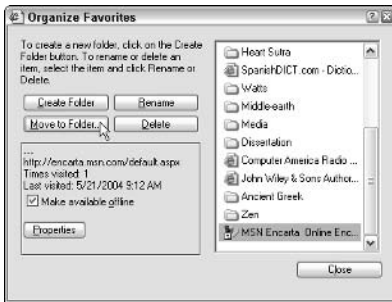 Organize Favorites
To create a new folder, click on the Create
Folder button. To rename or delete an
item, select the item and click Rename or
Delete.
Create Folder
Rename
Move to Folder...
Delete
---
http://encarta.msn.com/default.aspx
Times visited: 1
Last visited: 5/21/2004 9:12 AM
Make available offline
Properties
Heart Sutra
SpanishDICT.com - Dictio...
Watts
Middle-earth
Media
Dissertation
Computer America Radio ...
John Wiley & Sons Author...
Ancient Greek
Zen
MSN Encarta Online Enc...
Close